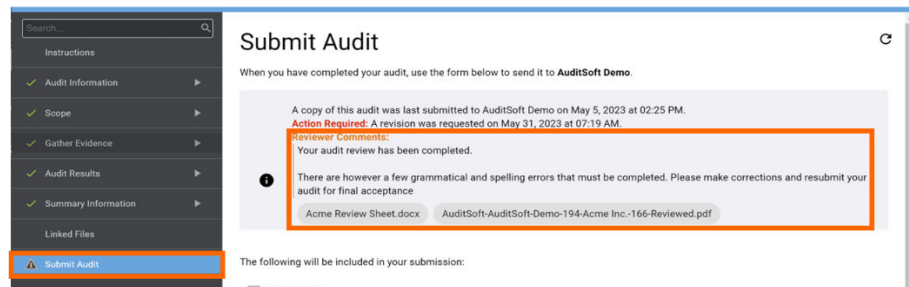 Search...
Instructions
Audit Information
Scope
Gather Evidence
Audit Results
Summary Information
Linked Files
Submit Audit
Submit Audit
When you have completed your audit, use the form below to send it to AuditSoft Demo.
A copy of this audit was last submitted to AuditSoft Demo on May 5, 2023 at 02:25 PM.
Action Required: A revision was requested on May 31, 2023 at 07:19 AM.
Reviewer Comments:
Your audit review has been completed.
There are however a few grammatical and spelling errors that must be completed. Please make corrections and resubmit your
audit for final acceptance
Acme Review Sheet.docx
AuditSoft-AuditSoft-Demo-194-Acme Inc.-166-Reviewed.pdf
The following will be included in your submission: